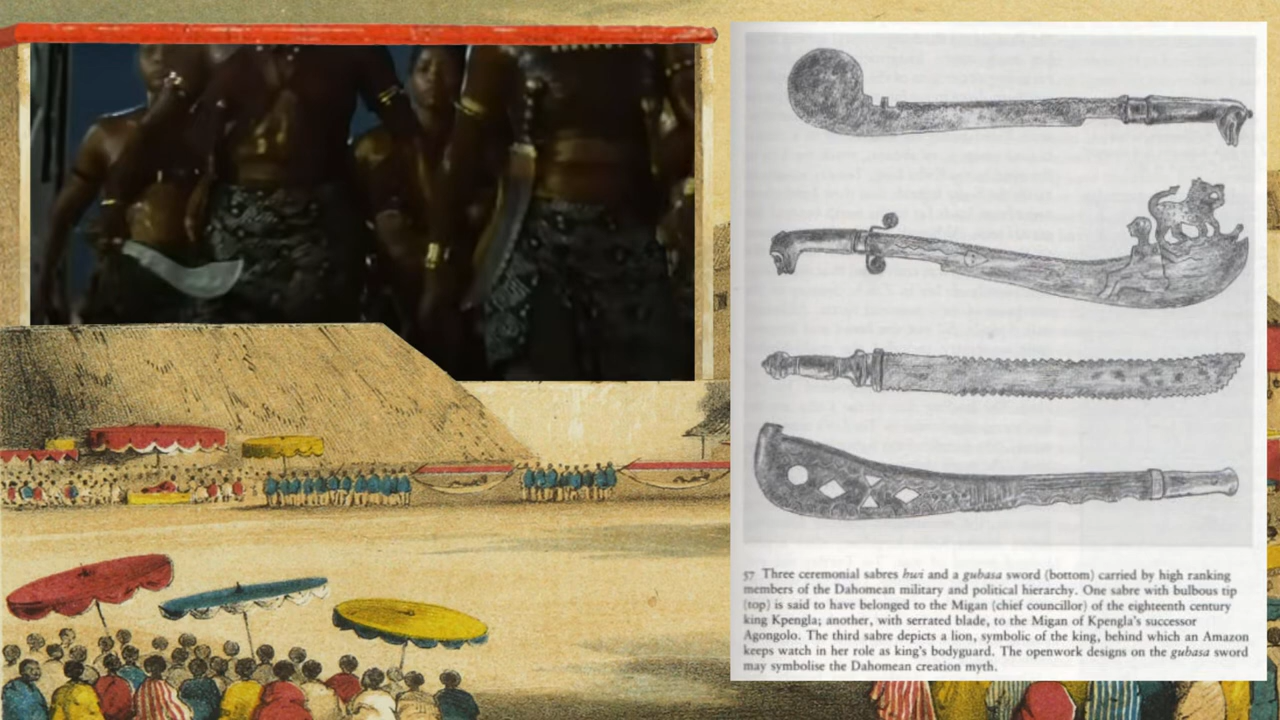 57 Three ceremonial sabres hwi and a gubasa sword (bottom) carried by high ranking
members of the Dahomean military and political hierarchy. One sabre with bulbous tip
(top) is said to have belonged to the Migan (chief councillor) of the eighteenth century
king Kpengla; another, with serrated blade, to the Migan of Kpengla's successor
Agongolo. The third sabre depicts a lion, symbolic of the king, behind which an Amazon
keeps watch in her role as king's bodyguard. The openwork designs on the gubasa sword
may symbolise the Dahomean creation myth.